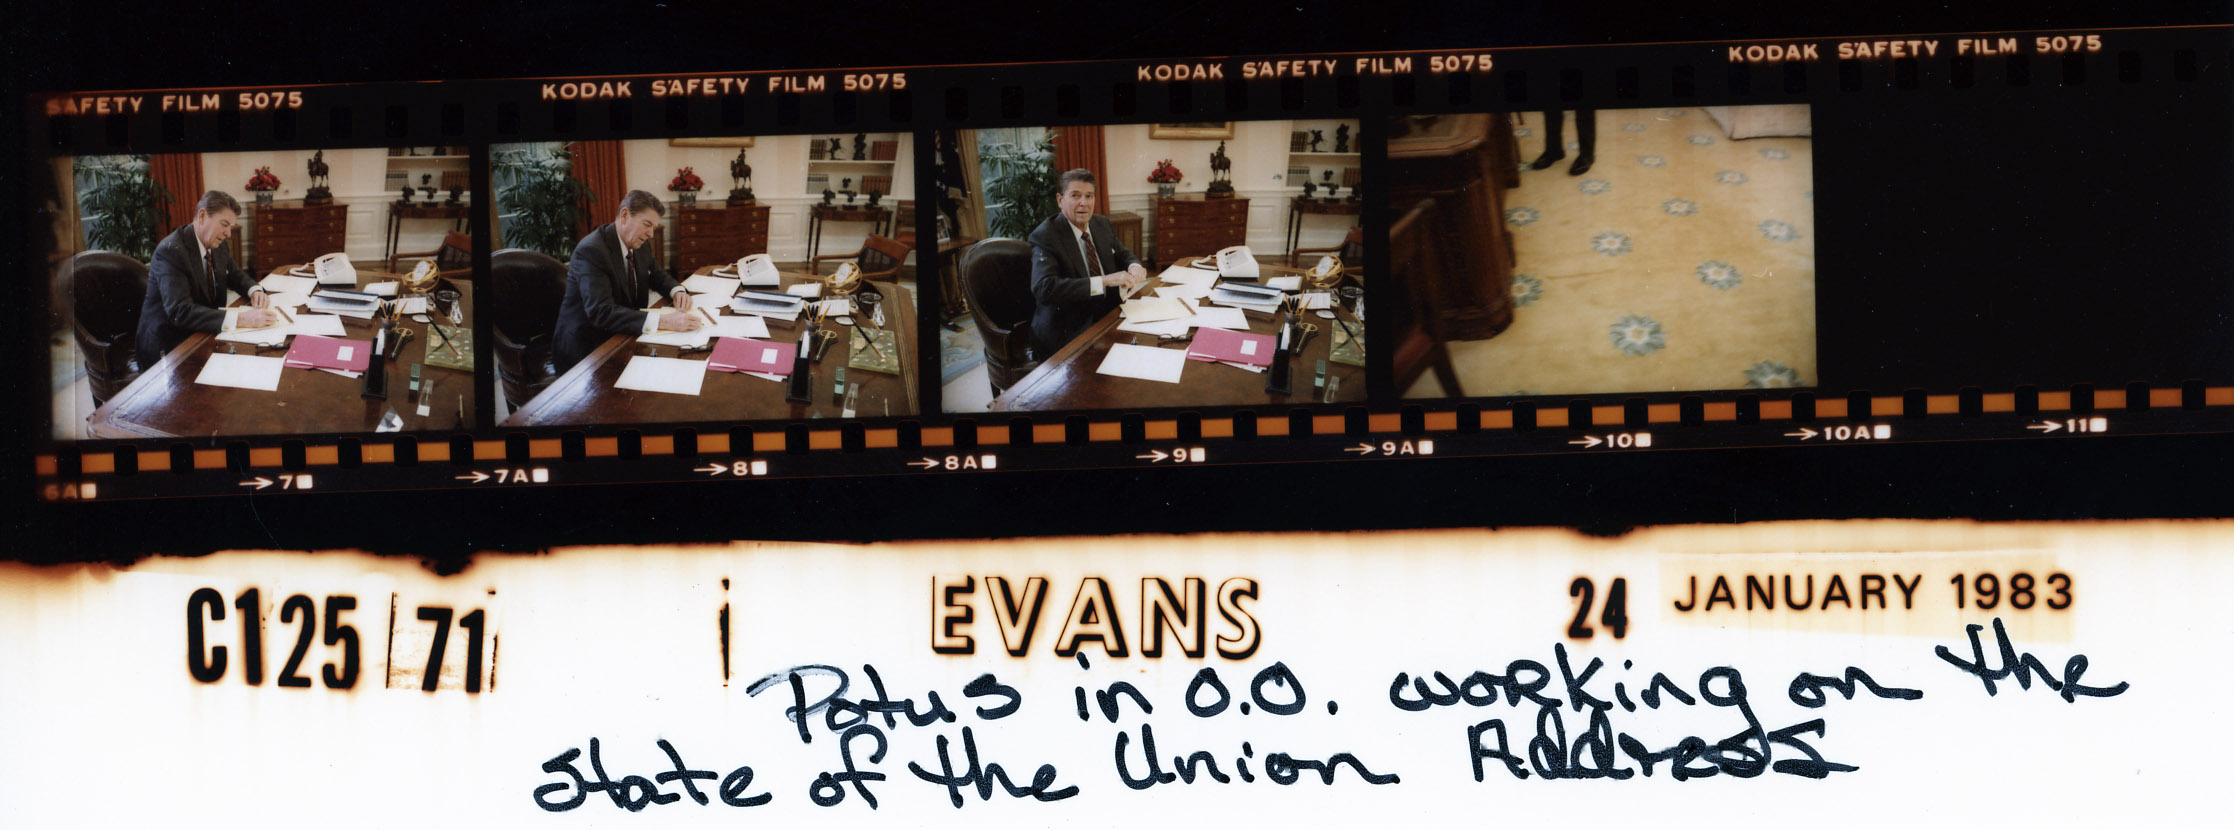 SAFETY FILM 5075 KODAK SAFETY FILM 5075 KODAK SAFETY FILM 5075 KODAK SAFETY FILM 5075
6A →7 →7A →8 →8A →9 →9A →10 →10A →11
C125 71 EVANS 24 JANUARY 1983
Potus in O.O. working on the
State of the Union Address